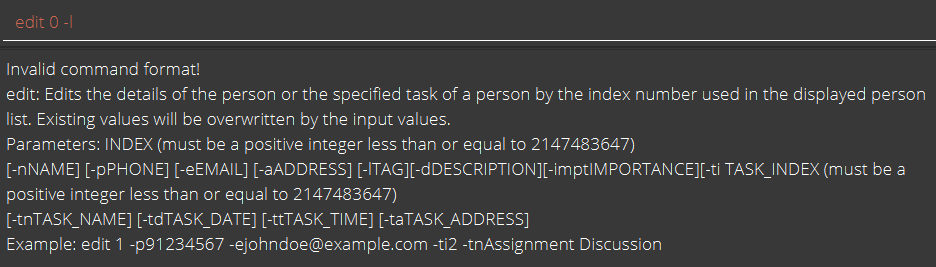 edit 0 -l
Invalid command format!
edit: Edits the details of the person or the specified task of a person by the index number used in the displayed person
list. Existing values will be overwritten by the input values.
Parameters: INDEX (must be a positive integer less than or equal to 2147483647)
[-nNAME] [-pPHONE] [-eEMAIL] [-aADDRESS] [-lTAG][-dDESCRIPTION][-imptIMPORTANCE][-ti TASK_INDEX (must be a
positive integer less than or equal to 2147483647)
[-tnTASK_NAME] [-tdTASK_DATE] [-ttTASK_TIME] [-taTASK_ADDRESS]
Example: edit 1 -p91234567 -ejohndoe@example.com -ti2 -tnAssignment Discussion